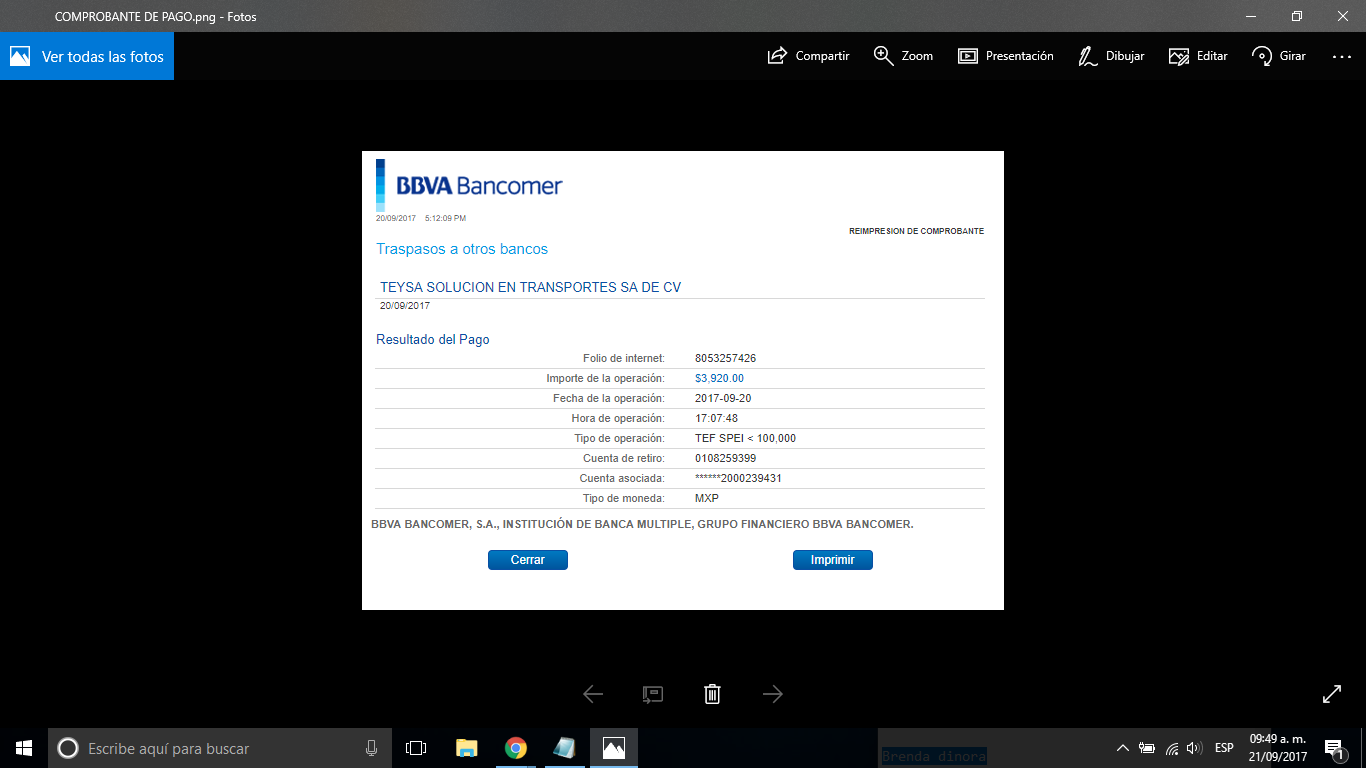 COMPROBANTE DE PAGO.png - Fotos
Ver todas las fotos
Compartir
Zoom
Presentación
Dibujar
Editar
Girar
BBVA Bancomer
20/09/2017 5:12:09 PM
REIMPRESION DE COMPROBANTE
Traspasos a otros bancos
TEYSA SOLUCION EN TRANSPORTES SA DE CV
20/09/2017
Resultado del Pago
Folio de internet: 8053257426
Importe de la operación: $3,920.00
Fecha de la operación: 2017-09-20
Hora de operación: 17:07:48
Tipo de operación: TEF SPEI < 100,000
Cuenta de retiro: 0108259399
Cuenta asociada: ******2000239431
Tipo de moneda: MXP
BBVA BANCOMER, S.A., INSTITUCIÓN DE BANCA MULTIPLE, GRUPO FINANCIERO BBVA BANCOMER.
Cerrar
Imprimir
Escribe aquí para buscar
Brenda dinora
ESP
09:49 a. m.
21/09/2017
1